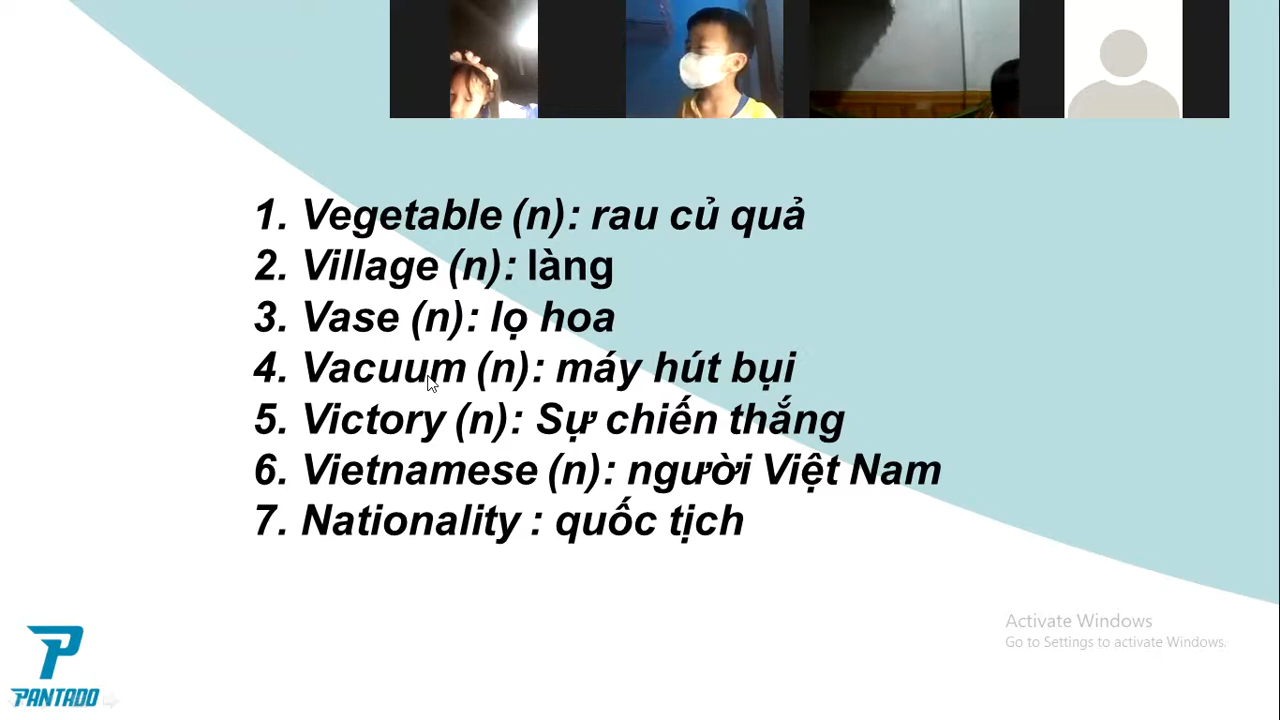 1. Vegetable (n): rau củ quả
2. Village (n): làng
3. Vase (n): lọ hoa
4. Vacuum (n): máy hút bụi
5. Victory (n): Sự chiến thắng
6. Vietnamese (n): người Việt Nam
7. Nationality : quốc tịch
Activate Windows
Go to Settings to activate Windows.
PANTADO